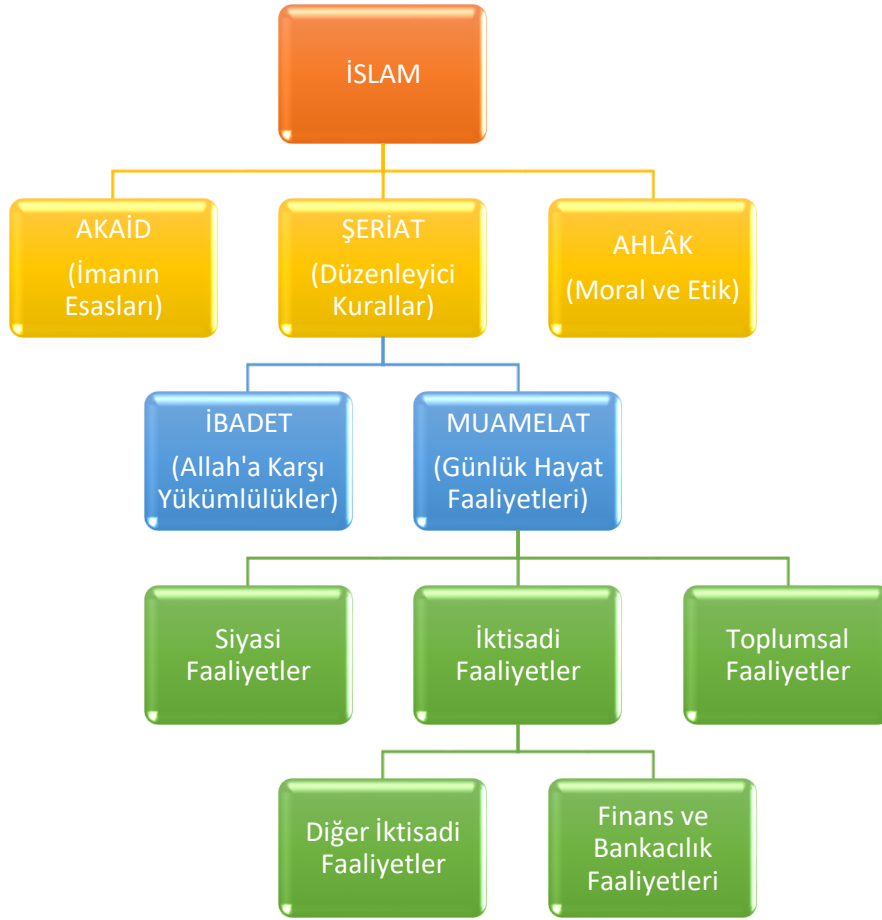 İSLAM
AKAİD
(İmanın
Esasları)
ŞERİAT
(Düzenleyici
Kurallar)
AHLÂK
(Moral ve Etik)
İBADET
(Allah'a Karşı
Yükümlülükler)
MUAMELAT
(Günlük Hayat
Faaliyetleri)
Siyasi
Faaliyetler
İktisadi
Faaliyetler
Toplumsal
Faaliyetler
Diğer İktisadi
Faaliyetler
Finans ve
Bankacılık
Faaliyetleri